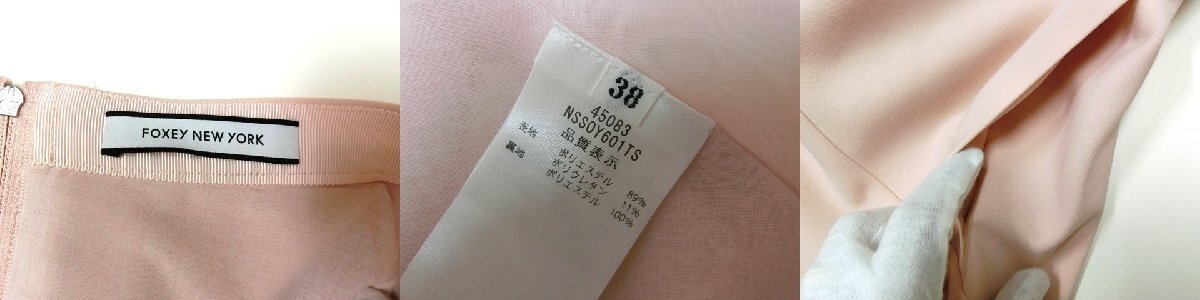 FOXEY NEW YORK
38
45083
NSSOY601TS
品質表示
表地 ポリエステル 89%
ポリウレタン 11%
裏地 ポリエステル 100%